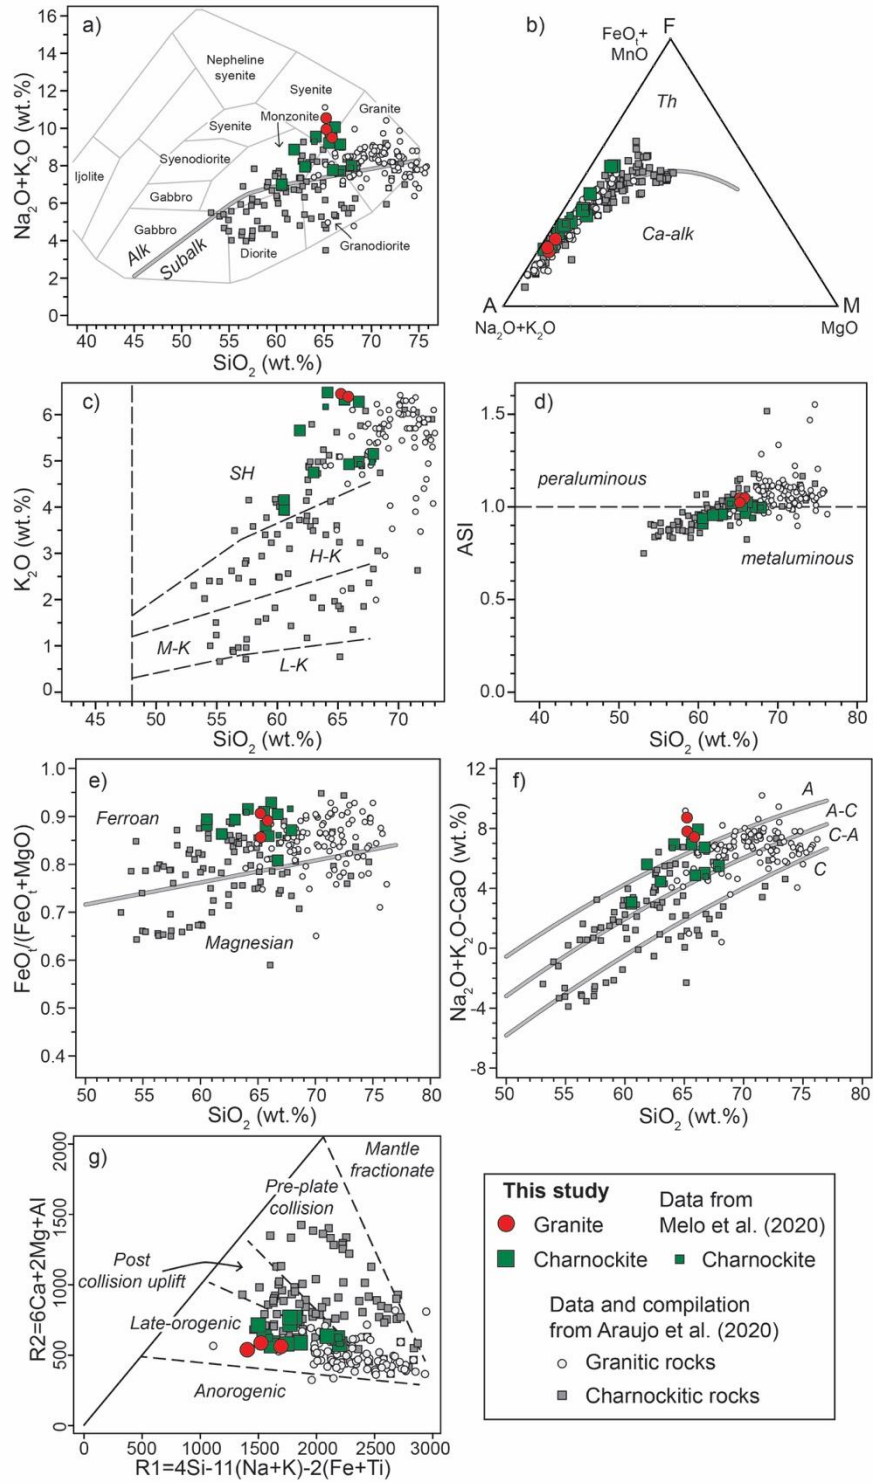 a)
Na₂O+K₂O (wt.%)
16
14
12
10
8
6
4
2
0
Nepheline
syenite
Syenite
Granite
Monzonite
Syenite
Syenodiorite
Ijolite
Gabbro
Gabbro
Alk
Subalk
Diorite
Granodiorite
40 45 50 55 60 65 70 75
SiO₂ (wt.%)
b)
F
FeOₜ+
MnO
Th
Ca-alk
A
M
Na₂O+K₂O
MgO
c)
K₂O (wt.%)
6
5
4
3
2
1
0
SH
H-K
M-K
L-K
45 50 55 60 65 70
SiO₂ (wt.%)
d)
ASI
1.5
1.0
0.5
0.0
peraluminous
metaluminous
40 50 60 70 80
SiO₂ (wt.%)
e)
FeOₜ/(FeOₜ+MgO)
1.0
0.9
0.8
0.7
0.6
0.5
0.4
Ferroan
Magnesian
50 60 70 80
SiO₂ (wt.%)
f)
Na₂O+K₂O-CaO (wt.%)
12
8
4
0
-4
-8
A
A-C
C-A
C
50 55 60 65 70 75 80
SiO₂ (wt.%)
g)
R2=6Ca+2Mg+Al
2000
1500
1000
500
0
Mantle
fractionate
Pre-plate
collision
Post
collision uplift
Late-orogenic
Anorogenic
0 500 1000 1500 2000 2500 3000
R1=4Si-11(Na+K)-2(Fe+Ti)
This study
Granite
Charnockite
Data from
Melo et al. (2020)
Charnockite
Data and compilation
from Araujo et al. (2020)
Granitic rocks
Charnockitic rocks